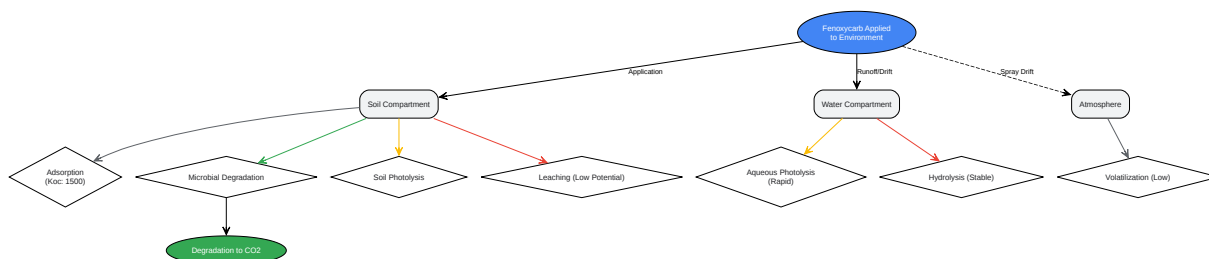 Fenoxycarb Applied
to Environment
Application
Runoff/Drift
Spray Drift
Soil Compartment
Water Compartment
Atmosphere
Adsorption
(Koc: 1500)
Microbial Degradation
Soil Photolysis
Leaching (Low Potential)
Aqueous Photolysis
(Rapid)
Hydrolysis (Stable)
Volatilization (Low)
Degradation to CO2